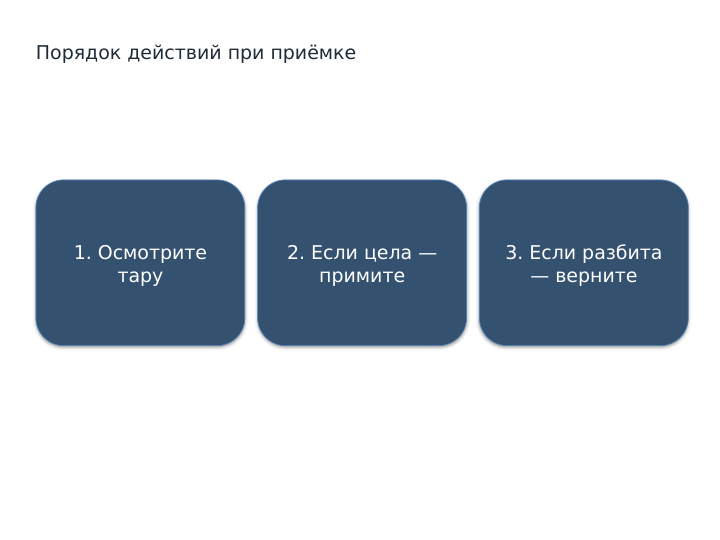 Порядок действий при приёмке
1. Осмотрите
тару
2. Если цела —
примите
3. Если разбита
— верните